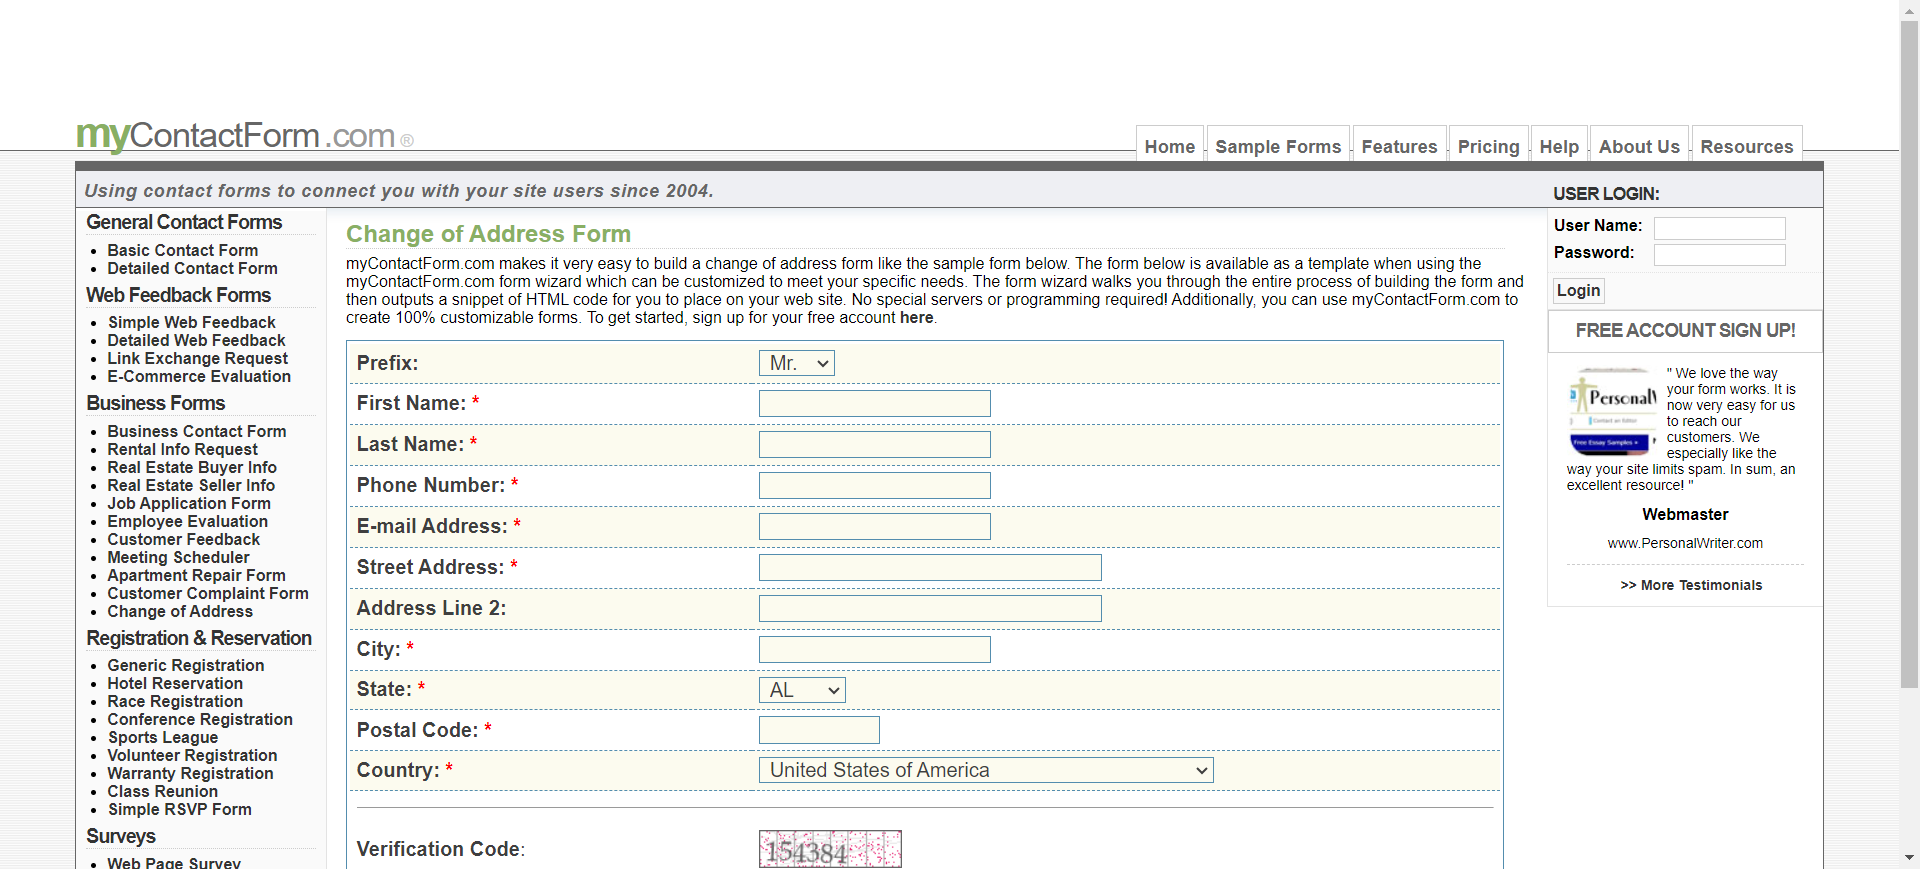 myContactForm.com®
Home
Sample Forms
Features
Pricing
Help
About Us
Resources
Using contact forms to connect you with your site users since 2004.
USER LOGIN:
General Contact Forms
Basic Contact Form
Detailed Contact Form
Web Feedback Forms
Simple Web Feedback
Detailed Web Feedback
Link Exchange Request
E-Commerce Evaluation
Business Forms
Business Contact Form
Rental Info Request
Real Estate Buyer Info
Real Estate Seller Info
Job Application Form
Employee Evaluation
Customer Feedback
Meeting Scheduler
Apartment Repair Form
Customer Complaint Form
Change of Address
Registration & Reservation
Generic Registration
Hotel Reservation
Race Registration
Conference Registration
Sports League
Volunteer Registration
Warranty Registration
Class Reunion
Simple RSVP Form
Surveys
Web Page Survey
Change of Address Form
myContactForm.com makes it very easy to build a change of address form like the sample form below. The form below is available as a template when using the
myContactForm.com form wizard which can be customized to meet your specific needs. The form wizard walks you through the entire process of building the form and
then outputs a snippet of HTML code for you to place on your web site. No special servers or programming required! Additionally, you can use myContactForm.com to
create 100% customizable forms. To get started, sign up for your free account here.
Prefix: Mr.
First Name: *
Last Name: *
Phone Number: *
E-mail Address: *
Street Address: *
Address Line 2:
City: *
State: * AL
Postal Code: *
Country: * United States of America
Verification Code: 154384
User Name:
Password:
Login
FREE ACCOUNT SIGN UP!
Personal
Contact an Editor
Free Essay Samples
" We love the way
your form works. It is
now very easy for us
to reach our
customers. We
especially like the
way your site limits spam. In sum, an
excellent resource! "
Webmaster
www.PersonalWriter.com
>> More Testimonials